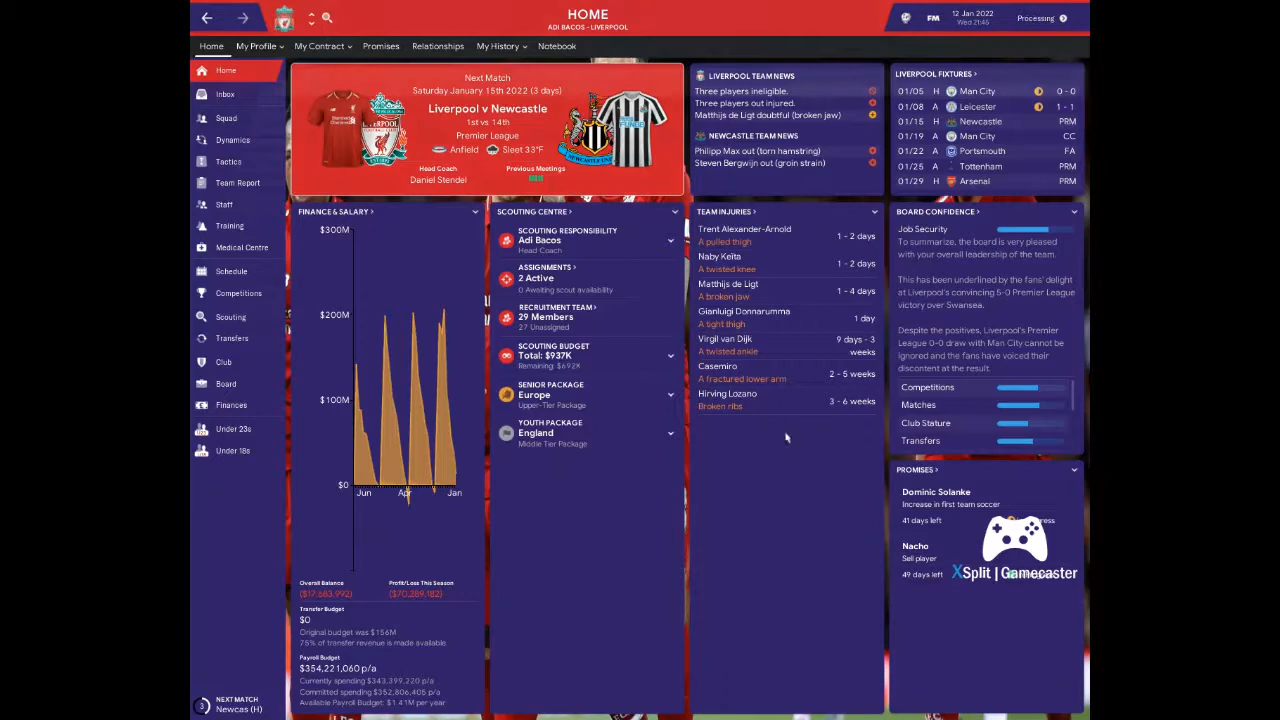 HOME
ADI BACOS - LIVERPOOL
FM
12 Jan 2022
Wed 21:45
Processing
Home
My Profile
My Contract
Promises
Relationships
My History
Notebook
Home
Inbox
Squad
Dynamics
Tactics
Team Report
Staff
Training
Medical Centre
Schedule
Competitions
Scouting
Transfers
Club
Board
Finances
Under 23s
Under 18s
3
NEXT MATCH
Newcas (H)
Next Match
Saturday January 15th 2022 (3 days)
Liverpool v Newcastle
1st vs 14th
Premier League
Anfield
Sleet 33°F
Head Coach
Daniel Stendel
Previous Meetings
LIVERPOOL TEAM NEWS
Three players ineligible.
Three players out injured.
Matthijs de Ligt doubtful (broken jaw)
NEWCASTLE TEAM NEWS
Philipp Max out (torn hamstring)
Steven Bergwijn out (groin strain)
LIVERPOOL FIXTURES >
01/05 H Man City 0 - 0
01/08 A Leicester 1 - 1
01/15 H Newcastle PRM
01/19 A Man City CC
01/22 A Portsmouth FA
01/25 A Tottenham PRM
01/29 H Arsenal PRM
FINANCE & SALARY >
$300M
$200M
$100M
$0
Jun Apr Jan
Overall Balance
($17,583,992)
Profit/Loss This Season
($70,289,182)
Transfer Budget
$0
Original budget was $156M
75% of transfer revenue is made available
Payroll Budget
$354,221,060 p/a
Currently spending $343,399,220 p/a
Committed spending $352,806,405 p/a
Available Payroll Budget: $1.41M per year
SCOUTING CENTRE >
SCOUTING RESPONSIBILITY
Adi Bacos
Head Coach
ASSIGNMENTS >
2 Active
0 Awaiting scout availability
RECRUITMENT TEAM >
29 Members
27 Unassigned
SCOUTING BUDGET
Total: $937K
Remaining: $692K
SENIOR PACKAGE
Europe
Upper-Tier Package
YOUTH PACKAGE
England
Middle Tier Package
TEAM INJURIES >
Trent Alexander-Arnold
A pulled thigh
1 - 2 days
Naby Keïta
A twisted knee
1 - 2 days
Matthijs de Ligt
A broken jaw
1 - 4 days
Gianluigi Donnarumma
A tight thigh
1 day
Virgil van Dijk
A twisted ankle
9 days - 3 weeks
Casemiro
A fractured lower arm
2 - 5 weeks
Hirving Lozano
Broken ribs
3 - 6 weeks
BOARD CONFIDENCE >
Job Security
To summarize, the board is very pleased
with your overall leadership of the team.
This has been underlined by the fans' delight
at Liverpool's convincing 5-0 Premier League
victory over Swansea.
Despite the positives, Liverpool's Premier
League 0-0 draw with Man City cannot be
ignored and the fans have voiced their
discontent at the result.
Competitions
Matches
Club Stature
Transfers
PROMISES >
Dominic Solanke
Increase in first team soccer
41 days left
Nacho
Sell player
49 days left
XSplit | Gamecaster